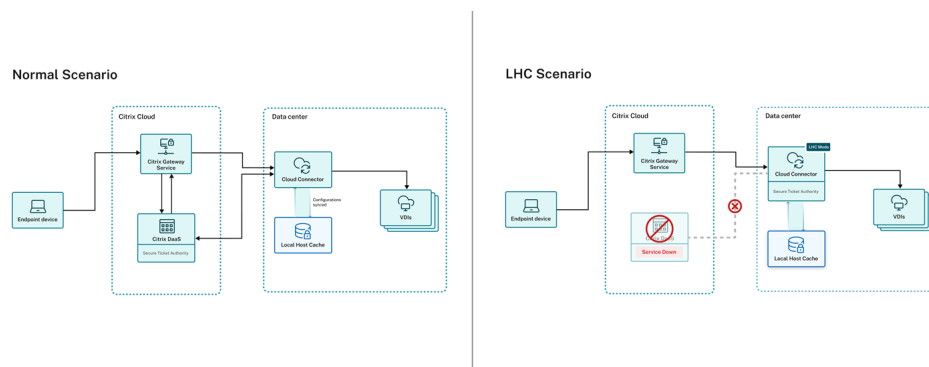 Normal Scenario
Citrix Cloud
Citrix Gateway
Service
Endpoint device
Citrix DaaS
Secure Ticket Authority
Data center
Cloud Connector
Configurations
synced
Local Host Cache
VDIs
LHC Scenario
Citrix Cloud
Citrix Gateway
Service
Endpoint device
Citrix DaaS
Service Down
Data center
LHC Mode
Cloud Connector
Secure Ticket Authority
Local Host Cache
VDIs